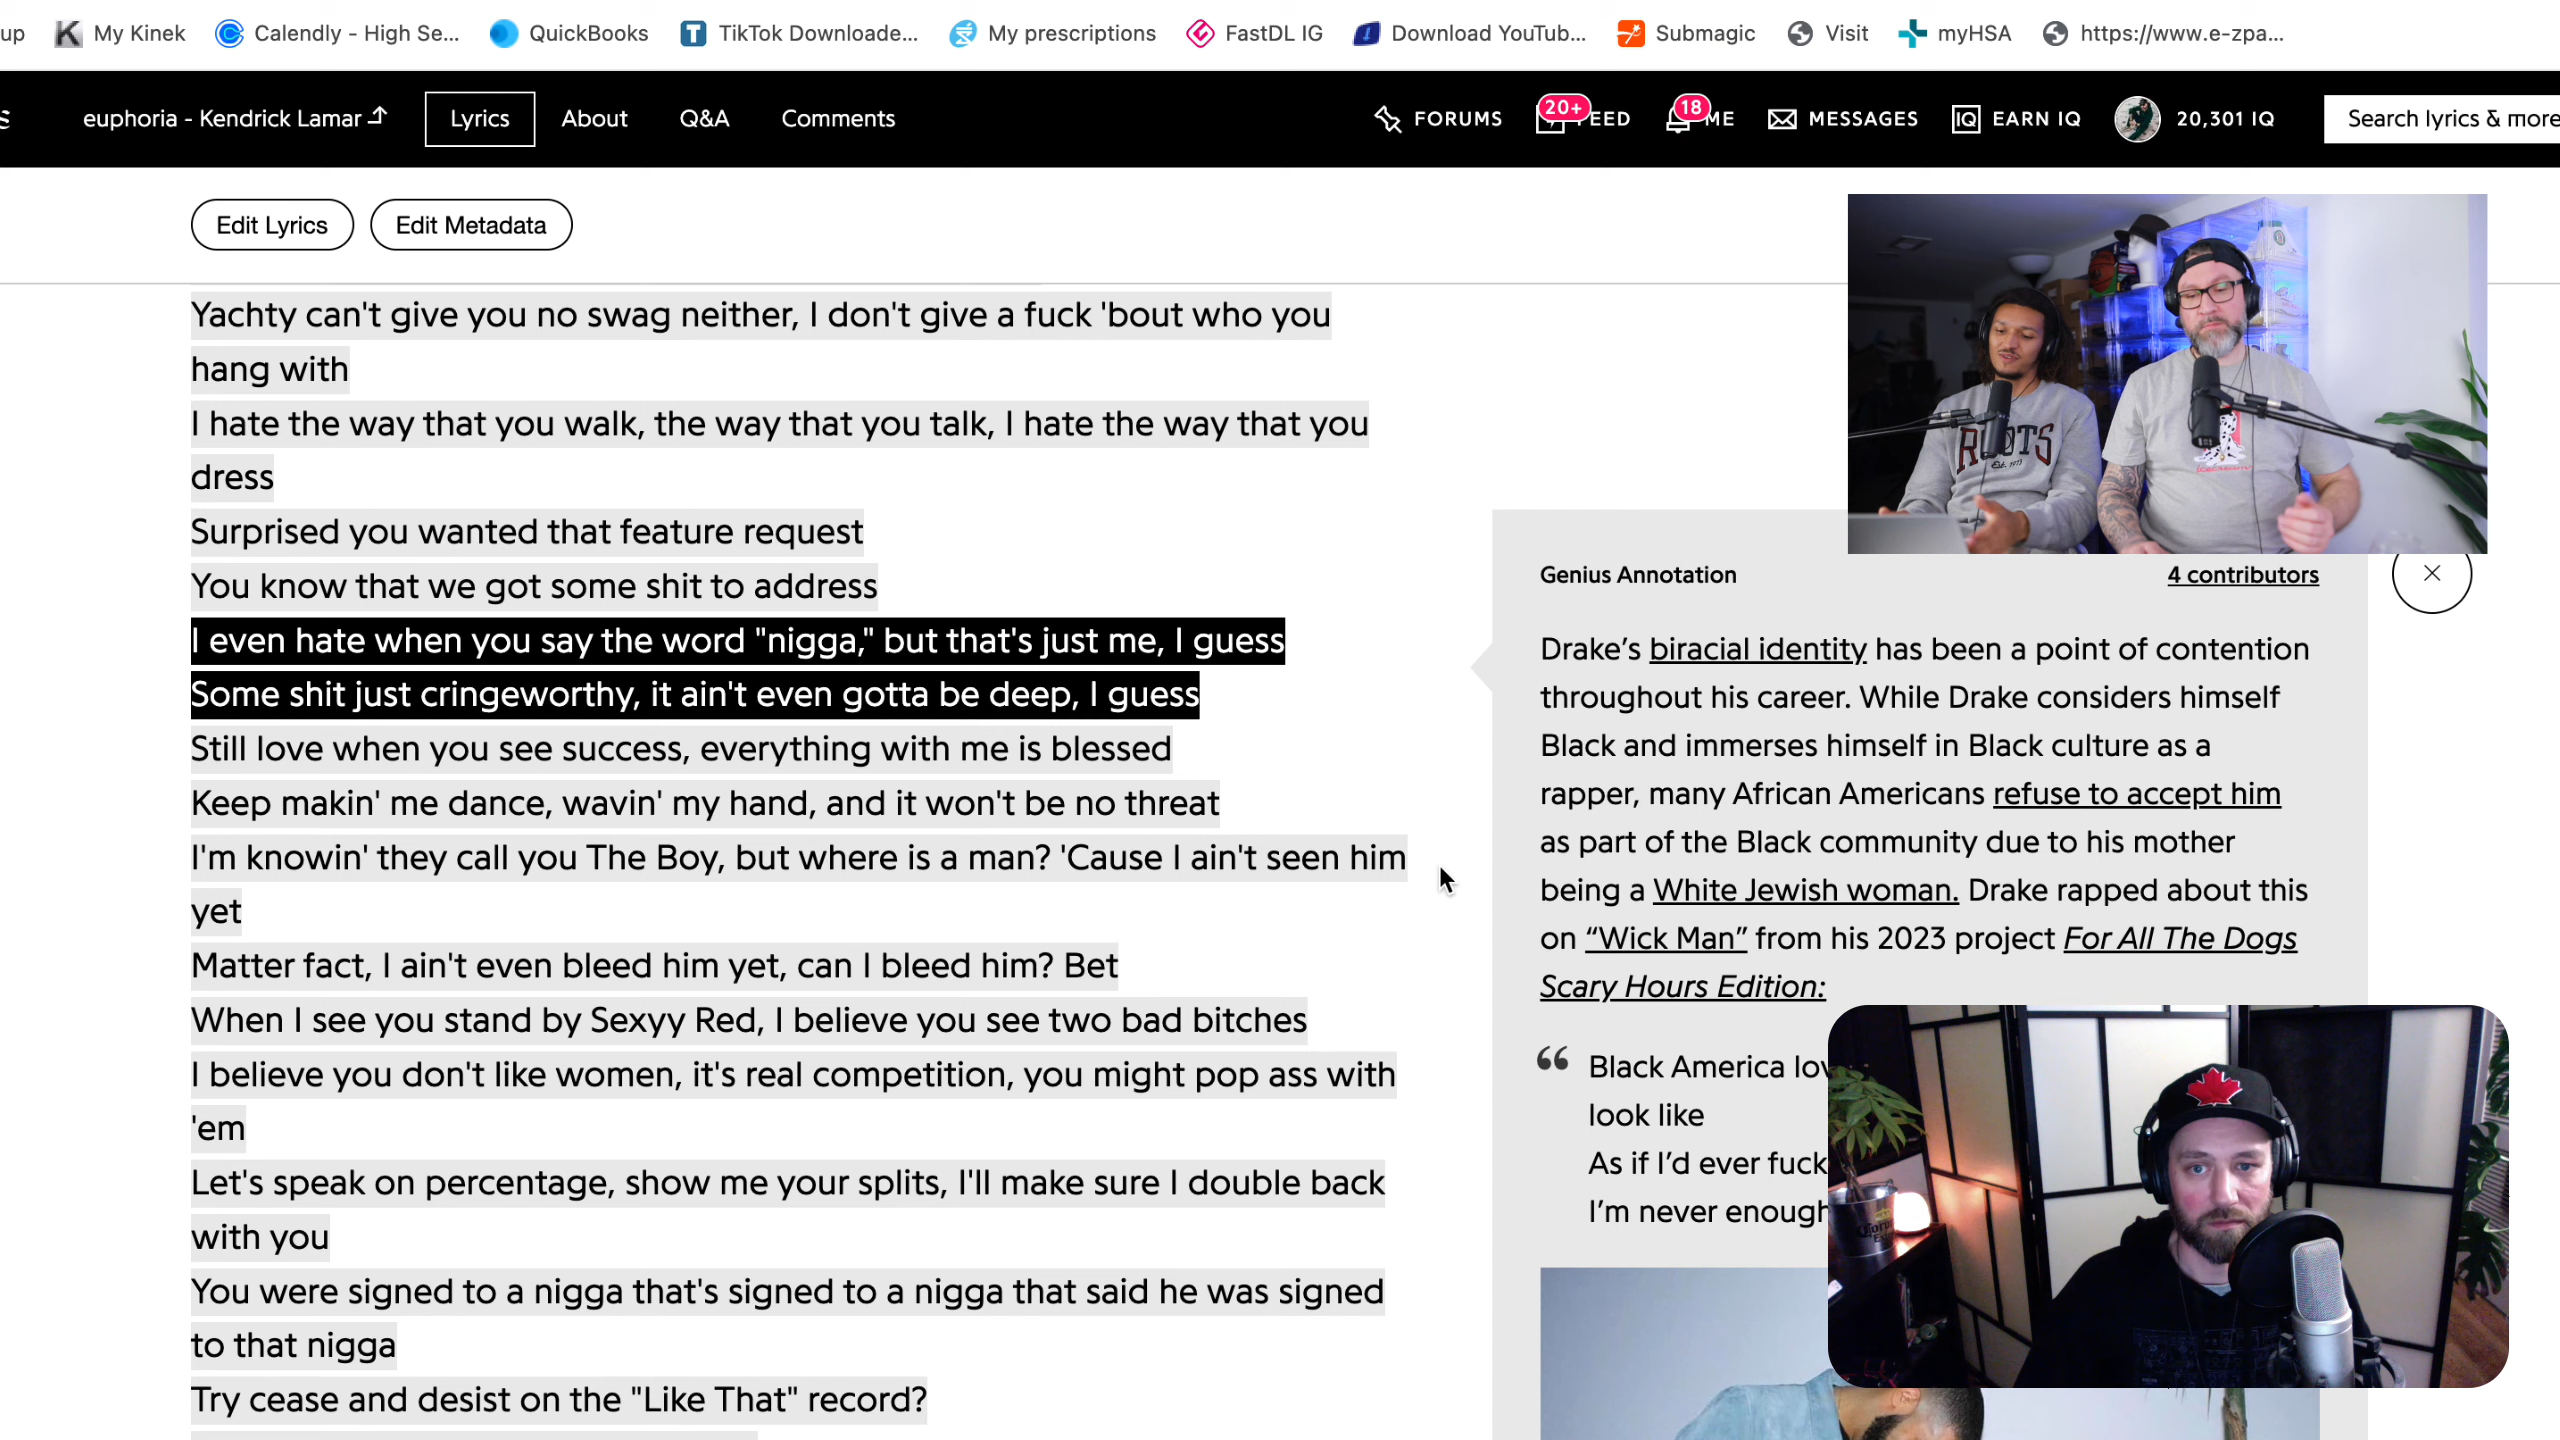 up My Kinek Calendly - High Se... QuickBooks TikTok Downloade... My prescriptions FastDL IG Download YouTub... Submagic Visit myHSA https://www.e-zpa...
euphoria - Kendrick Lamar Lyrics About Q&A Comments FORUMS 20+ FEED 18 ME MESSAGES IQ EARN IQ 20,301 IQ Search lyrics & more
Edit Lyrics Edit Metadata
Yachty can't give you no swag neither, I don't give a fuck 'bout who you
hang with
I hate the way that you walk, the way that you talk, I hate the way that you
dress
Surprised you wanted that feature request
You know that we got some shit to address
I even hate when you say the word "nigga," but that's just me, I guess
Some shit just cringeworthy, it ain't even gotta be deep, I guess
Still love when you see success, everything with me is blessed
Keep makin' me dance, wavin' my hand, and it won't be no threat
I'm knowin' they call you The Boy, but where is a man? 'Cause I ain't seen him
yet
Matter fact, I ain't even bleed him yet, can I bleed him? Bet
When I see you stand by Sexyy Red, I believe you see two bad bitches
I believe you don't like women, it's real competition, you might pop ass with
'em
Let's speak on percentage, show me your splits, I'll make sure I double back
with you
You were signed to a nigga that's signed to a nigga that said he was signed
to that nigga
Try cease and desist on the "Like That" record?
ROOTS
Est. 1973
Genius Annotation 4 contributors
Drake's biracial identity has been a point of contention
throughout his career. While Drake considers himself
Black and immerses himself in Black culture as a
rapper, many African Americans refuse to accept him
as part of the Black community due to his mother
being a White Jewish woman. Drake rapped about this
on “Wick Man” from his 2023 project For All The Dogs
Scary Hours Edition:
“ Black America
look like
As if I’d ever fuck
I’m never enough